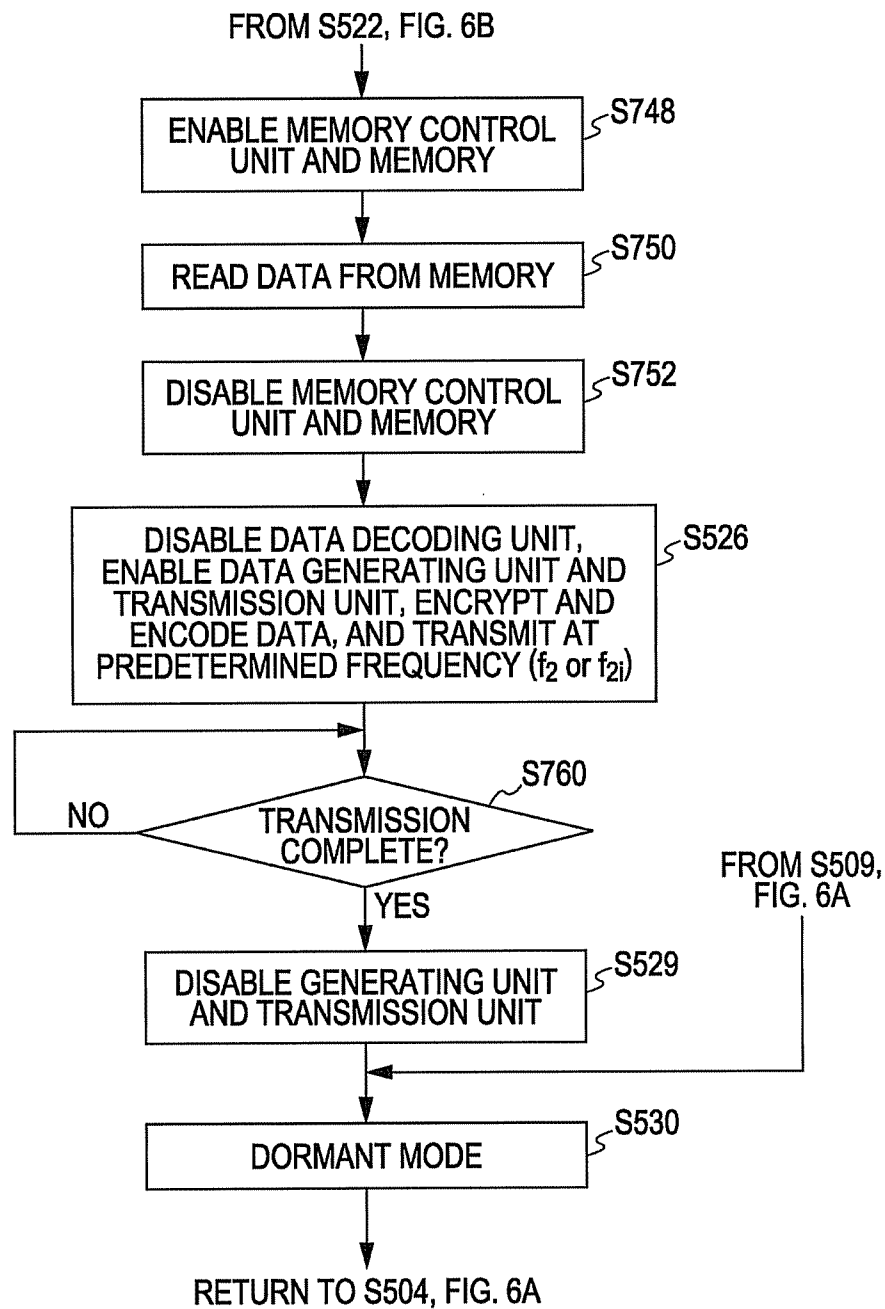 FROM S522, FIG. 6B
S748
ENABLE MEMORY CONTROL
UNIT AND MEMORY
S750
READ DATA FROM MEMORY
S752
DISABLE MEMORY CONTROL
UNIT AND MEMORY
S526
DISABLE DATA DECODING UNIT,
ENABLE DATA GENERATING UNIT AND
TRANSMISSION UNIT, ENCRYPT AND
ENCODE DATA, AND TRANSMIT AT
PREDETERMINED FREQUENCY (f2 or f2i)
S760
NO
TRANSMISSION
COMPLETE?
YES
FROM S509,
FIG. 6A
S529
DISABLE GENERATING UNIT
AND TRANSMISSION UNIT
S530
DORMANT MODE
RETURN TO S504, FIG. 6A